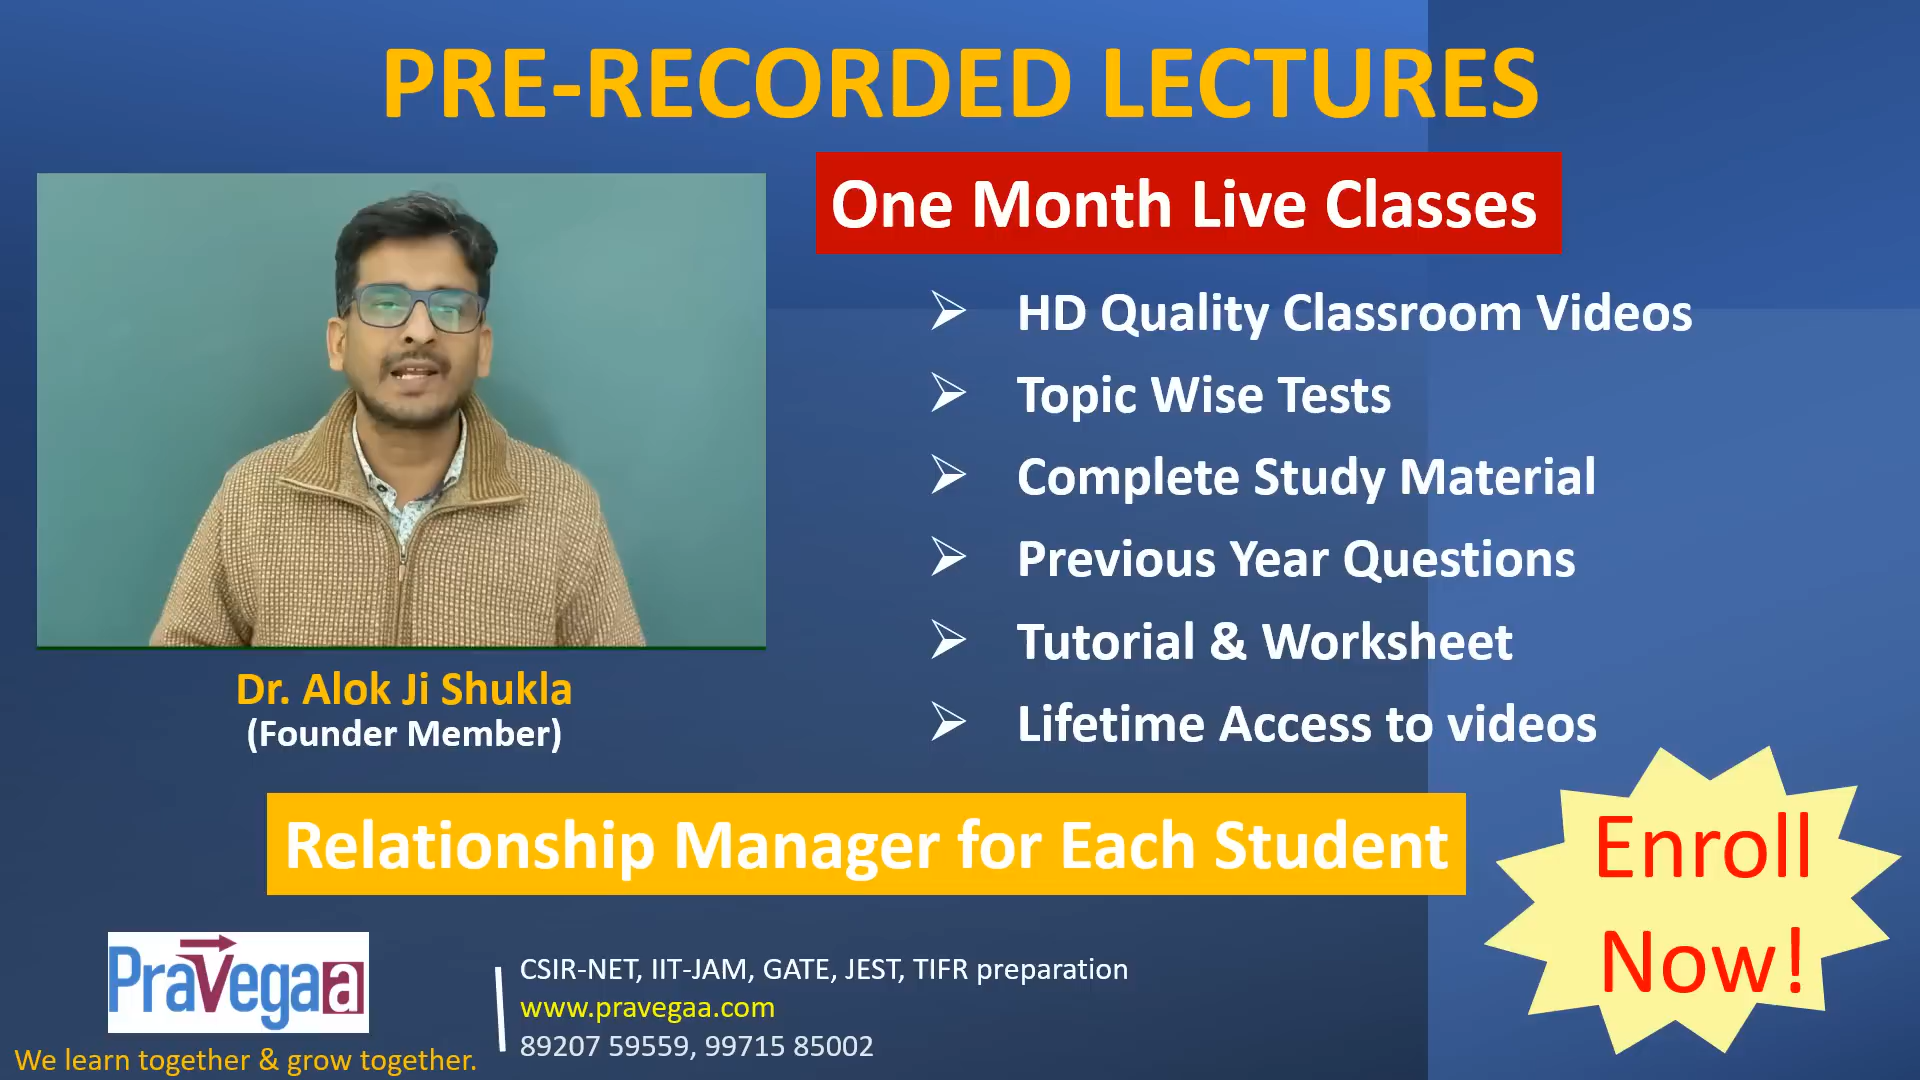 PRE-RECORDED LECTURES
One Month Live Classes
HD Quality Classroom Videos
Topic Wise Tests
Complete Study Material
Previous Year Questions
Tutorial & Worksheet
Lifetime Access to videos
Dr. Alok Ji Shukla
(Founder Member)
Relationship Manager for Each Student
Enroll
Now!
PraVegaa
We learn together & grow together.
CSIR-NET, IIT-JAM, GATE, JEST, TIFR preparation
www.pravegaa.com
89207 59559, 99715 85002